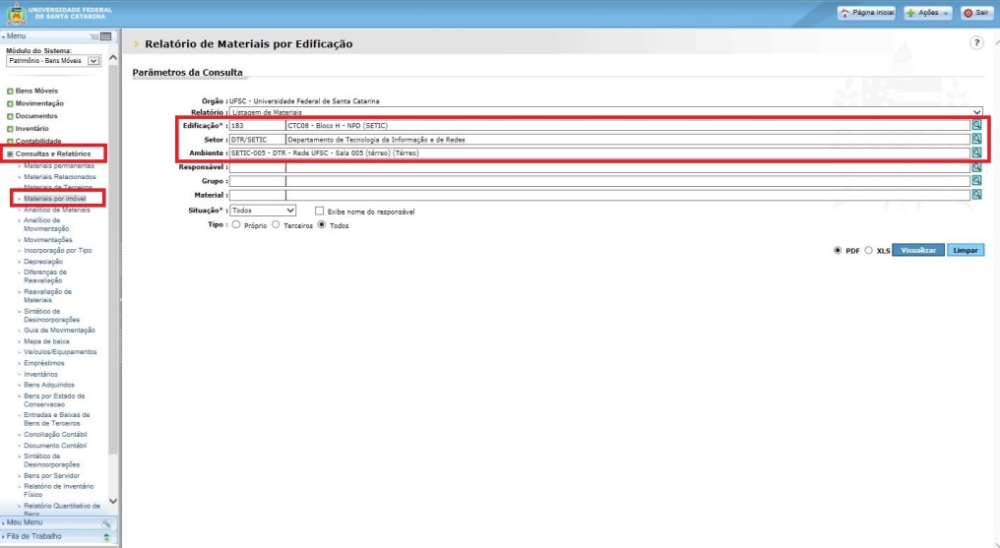 UNIVERSIDADE FEDERAL
DE SANTA CATARINA
Página Inicial
Ações
Sair
Menu
Módulo do Sistema:
Patrimônio - Bens Móveis
Bens Móveis
Movimentação
Documentos
Inventário
Contabilidade
Consultas e Relatórios
Materiais permanentes
Materiais Relacionados
Materiais de Terceiros
Materiais por imóvel
Analítico de Materiais
Analítico de
Movimentação
Movimentações
Incorporação por Tipo
Depreciação
Diferenças de
Reavaliação
Reavaliação de
Materiais
Sintético de
Desincorporações
Guia de Movimentação
Mapa de baixa
Veículos/Equipamentos
Empréstimos
Inventários
Bens Adquiridos
Bens por Estado de
Conservacao
Entradas e Baixas de
Bens de Terceiros
Conciliação Contábil
Documento Contábil
Sintético de
Desincorporações
Bens por Servidor
Relatório de Inventário
Físico
Relatório Quantitativo de
Bens
Meu Menu
Fila de Trabalho
Relatório de Materiais por Edificação
?
Parâmetros da Consulta
Órgão : UFSC - Universidade Federal de Santa Catarina
Relatório : Listagem de Materiais
Edificação* : 183 CTC08 - Bloco H - NPD (SETIC)
Setor : DTR/SETIC Departamento de Tecnologia da Informação e de Redes
Ambiente : SETIC-005 - DTR - Rede UFSC - Sala 005 (térreo) (Térreo)
Responsável :
Grupo :
Material :
Situação* : Todos Exibe nome do responsável
Tipo : Próprio Terceiros Todos
PDF XLS Visualizar Limpar